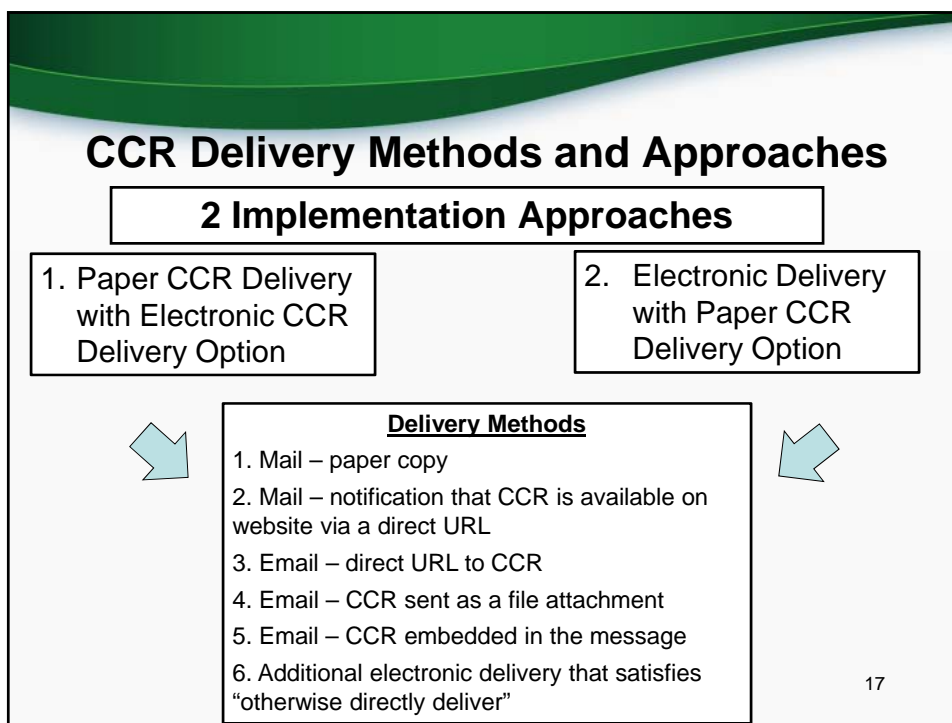 CCR Delivery Methods and Approaches
2 Implementation Approaches
1. Paper CCR Delivery
with Electronic CCR
Delivery Option
2. Electronic Delivery
with Paper CCR
Delivery Option
Delivery Methods
1. Mail – paper copy
2. Mail – notification that CCR is available on
website via a direct URL
3. Email – direct URL to CCR
4. Email – CCR sent as a file attachment
5. Email – CCR embedded in the message
6. Additional electronic delivery that satisfies
“otherwise directly deliver”
17